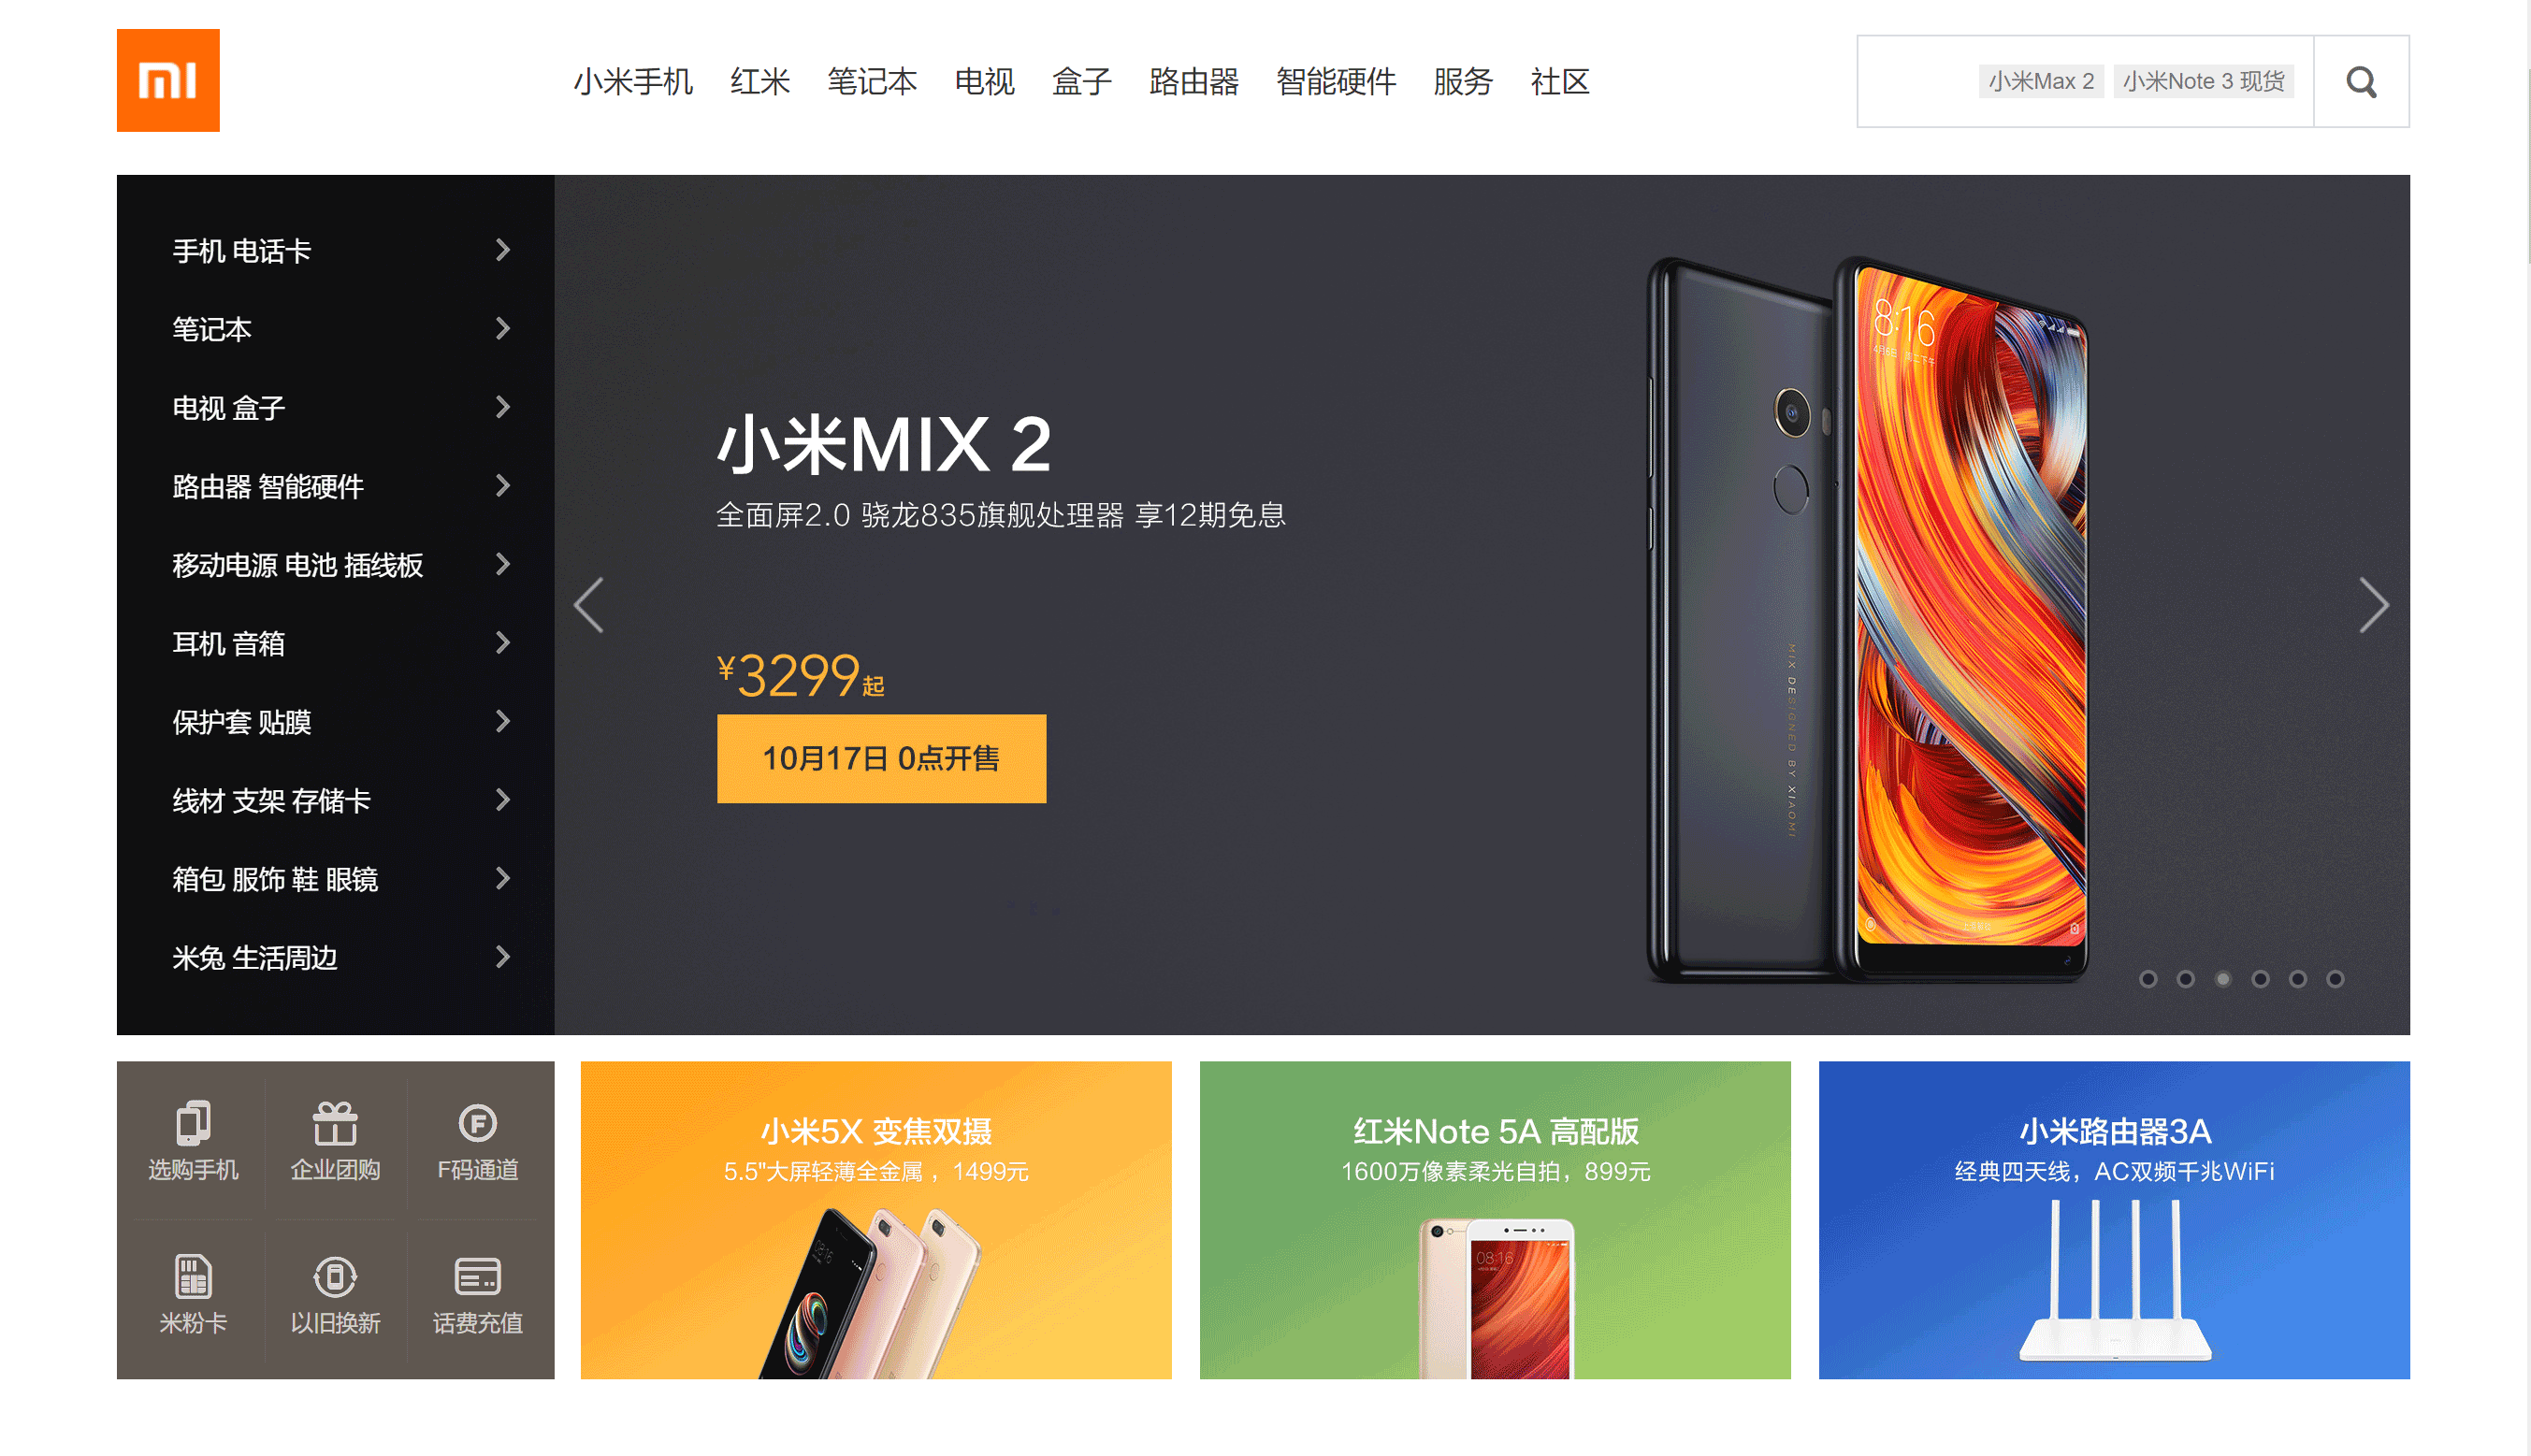 mi
小米手机 红米 笔记本 电视 盒子 路由器 智能硬件 服务 社区
小米Max 2 小米Note 3 现货
手机 电话卡
笔记本
电视 盒子
路由器 智能硬件
移动电源 电池 插线板
耳机 音箱
保护套 贴膜
线材 支架 存储卡
箱包 服饰 鞋 眼镜
米兔 生活周边
小米MIX 2
全面屏2.0 骁龙835旗舰处理器 享12期免息
¥3299起
10月17日 0点开售
8:16
MIX DESIGNED BY XIAOMI
选购手机 企业团购 F码通道
米粉卡 以旧换新 话费充值
小米5X 变焦双摄
5.5"大屏轻薄全金属 ，1499元
08:16
红米Note 5A 高配版
1600万像素柔光自拍，899元
08:16
小米路由器3A
经典四天线，AC双频千兆WiFi